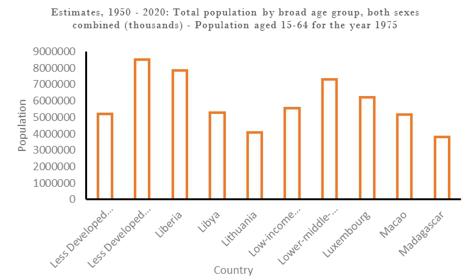 Estimates, 1950 - 2020: Total population by broad age group, both sexes
combined (thousands) - Population aged 15-64 for the year 1975
Population
9000000
8000000
7000000
6000000
5000000
4000000
3000000
2000000
1000000
0
Less Developed...
Less Developed...
Liberia
Libya
Lithuania
Low-income...
Lower-middle-...
Luxembourg
Macao
Madagascar
Country